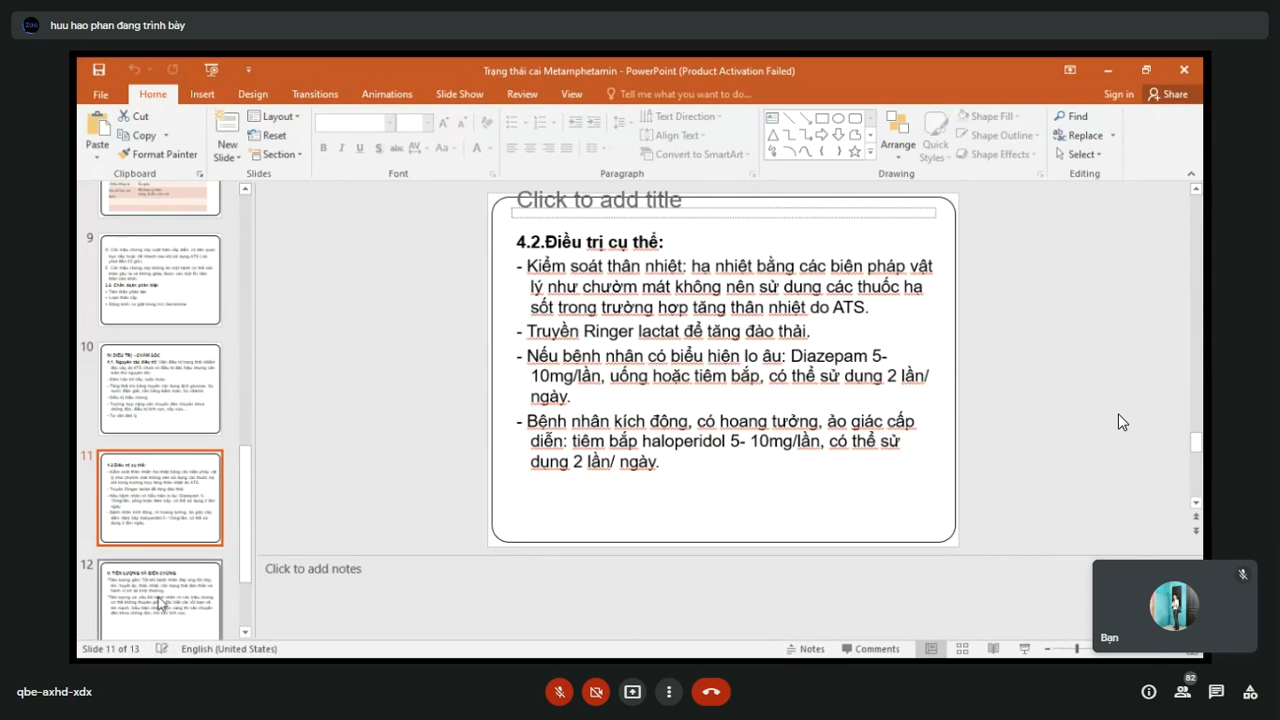 huu hao phan đang trình bày
Trạng thái cai Metamphetamin - PowerPoint (Product Activation Failed)
File Home Insert Design Transitions Animations Slide Show Review View Tell me what you want to do... Sign in Share
Paste
Cut
Copy
Format Painter
Clipboard
New Slide
Layout
Reset
Section
Slides
Font
Text Direction
Align Text
Convert to SmartArt
Paragraph
Arrange
Quick Styles
Shape Fill
Shape Outline
Shape Effects
Drawing
Find
Replace
Select
Editing
9
10
11
12
Click to add title
4.2.Điều trị cụ thể:
- Kiểm soát thân nhiệt: hạ nhiệt bằng các biện pháp vật
lý như chườm mát không nên sử dụng các thuốc hạ
sốt trong trường hợp tăng thân nhiệt do ATS.
- Truyền Ringer lactat để tăng đào thải.
- Nếu bệnh nhân có biểu hiện lo âu: Diazepam 5-
10mg/lần, uống hoặc tiêm bắp, có thể sử dụng 2 lần/
ngày.
- Bệnh nhân kích động, có hoang tưởng, ảo giác cấp
diễn: tiêm bắp haloperidol 5- 10mg/lần, có thể sử
dụng 2 lần/ ngày.
Click to add notes
Slide 11 of 13 English (United States) Notes Comments
Bạn
qbe-axhd-xdx
82